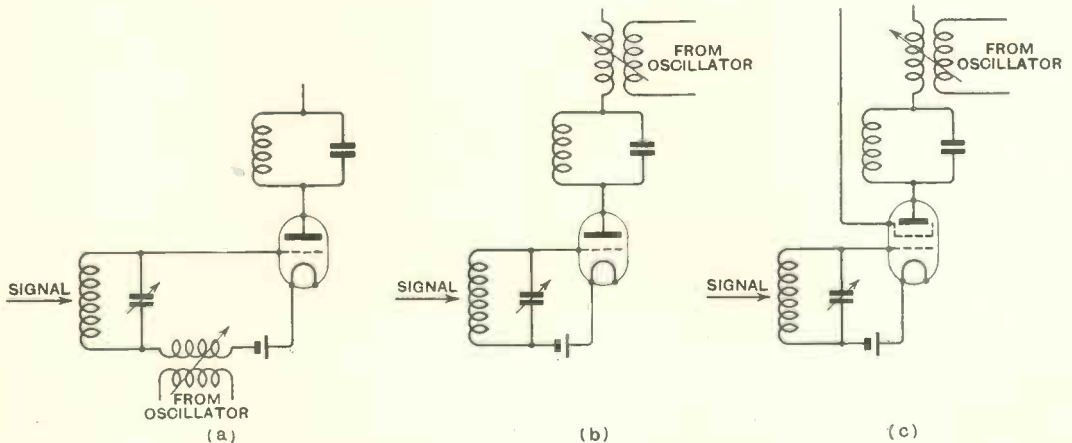 SIGNAL
FROM
OSCILLATOR
(a)
FROM
OSCILLATOR
SIGNAL
(b)
FROM
OSCILLATOR
SIGNAL
(c)